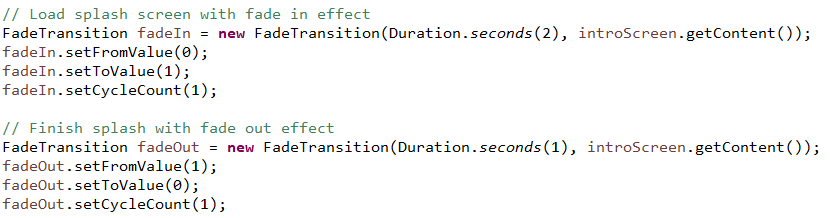 // Load splash screen with fade in effect
FadeTransition fadeIn = new FadeTransition(Duration.seconds(2), introScreen.getContent());
fadeIn.setFromValue(0);
fadeIn.setToValue(1);
fadeIn.setCycleCount(1);
// Finish splash with fade out effect
FadeTransition fadeOut = new FadeTransition(Duration.seconds(1), introScreen.getContent());
fadeOut.setFromValue(1);
fadeOut.setToValue(0);
fadeOut.setCycleCount(1);